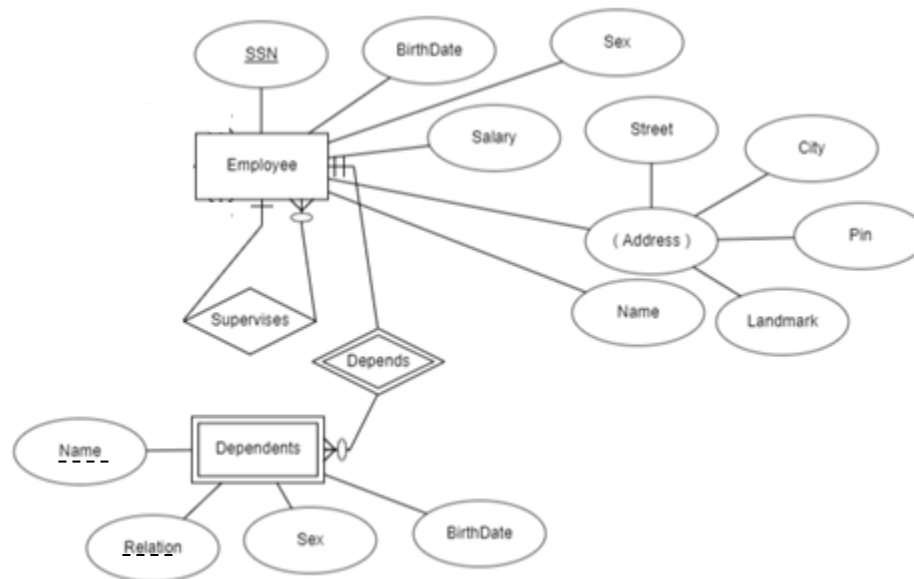 SSN
BirthDate
Sex
Employee
Salary
Street
City
( Address )
Pin
Name
Landmark
Supervises
Depends
Name
Dependents
Relation
Sex
BirthDate